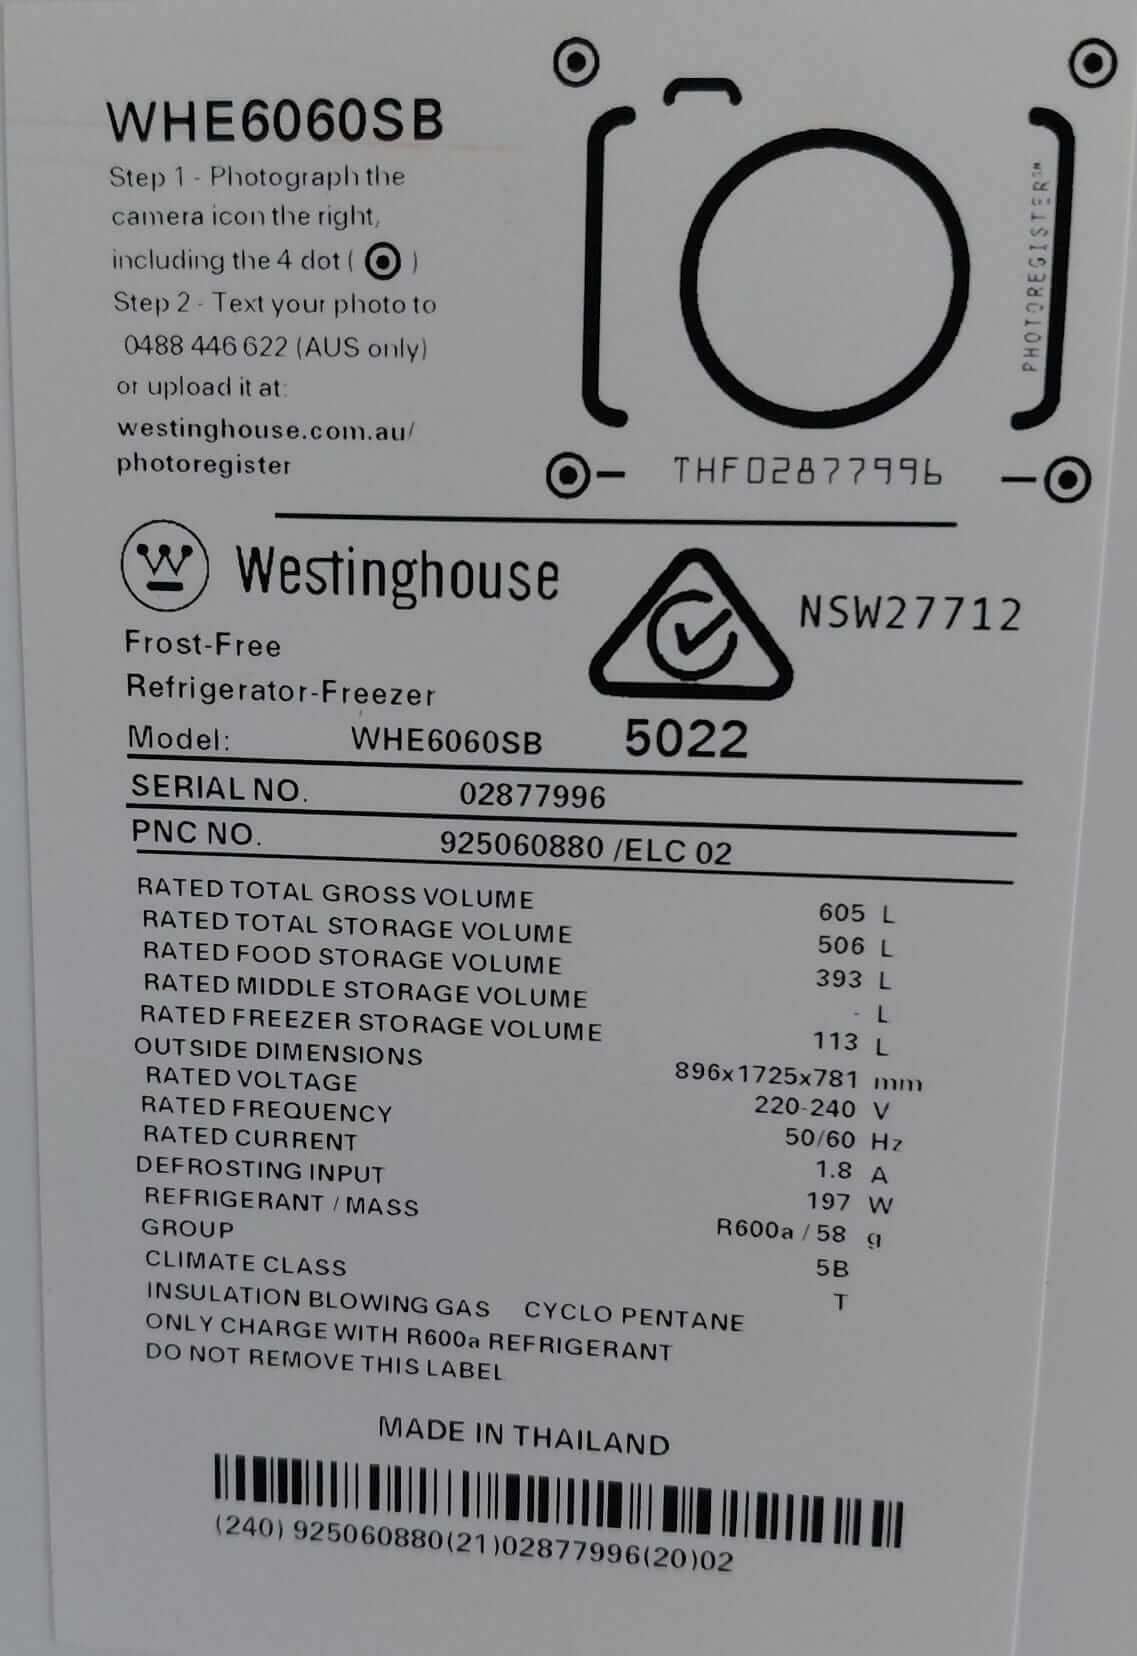 WHE6060SB
Step 1 - Photograph the
camera icon the right,
including the 4 dot ( )
Step 2 - Text your photo to
0488 446 622 (AUS only)
or upload it at:
westinghouse.com.au/
photoregister
PHOTOREGISTER℠
THF02877996
Westinghouse
NSW27712
Frost-Free
Refrigerator-Freezer
Model: WHE6060SB 5022
SERIAL NO. 02877996
PNC NO. 925060880 /ELC 02
RATED TOTAL GROSS VOLUME 605 L
RATED TOTAL STORAGE VOLUME 506 L
RATED FOOD STORAGE VOLUME 393 L
RATED MIDDLE STORAGE VOLUME - L
RATED FREEZER STORAGE VOLUME 113 L
OUTSIDE DIMENSIONS 896x1725x781 mm
RATED VOLTAGE 220-240 V
RATED FREQUENCY 50/60 Hz
RATED CURRENT 1.8 A
DEFROSTING INPUT 197 W
REFRIGERANT / MASS R600a / 58 g
GROUP 5B
CLIMATE CLASS T
INSULATION BLOWING GAS CYCLO PENTANE
ONLY CHARGE WITH R600a REFRIGERANT
DO NOT REMOVE THIS LABEL
MADE IN THAILAND
(240) 925060880(21)02877996(20)02